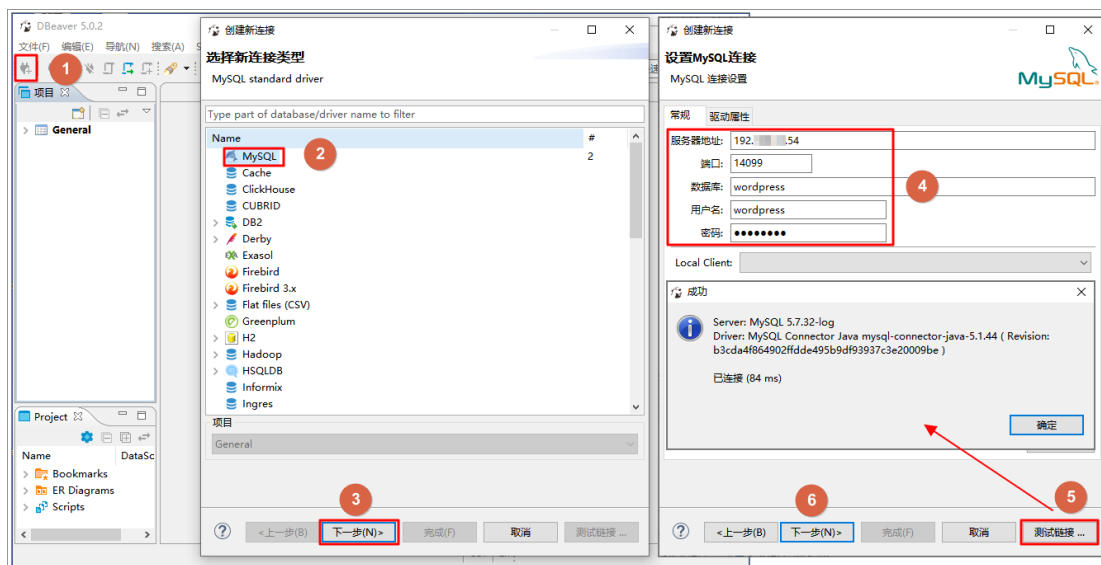 DBeaver 5.0.2
文件(F) 编辑(E) 导航(N) 搜索(A) S
1
项目
General
Project
Name DataSc
Bookmarks
ER Diagrams
Scripts
创建新连接
选择新连接类型
MySQL standard driver
Type part of database/driver name to filter
Name #
MySQL 2
2
Cache
ClickHouse
CUBRID
DB2
Derby
Exasol
Firebird
Firebird 3.x
Flat files (CSV)
Greenplum
H2
Hadoop
HSQLDB
Informix
Ingres
项目
General
3
<上一步(B) 下一步(N)> 完成(F) 取消 测试链接 ...
创建新连接
设置MySQL连接
MySQL 连接设置
MySQL
常规 驱动属性
服务器地址: 192. .54
端口: 14099
数据库: wordpress
4
用户名: wordpress
密码: ●●●●●●●●
Local Client:
成功
Server: MySQL 5.7.32-log
Driver: MySQL Connector Java mysql-connector-java-5.1.44 ( Revision:
b3cda4f864902ffdde495b9df93937c3e20009be )
已连接 (84 ms)
确定
6
5
<上一步(B) 下一步(N)> 完成(F) 取消 测试链接 ...